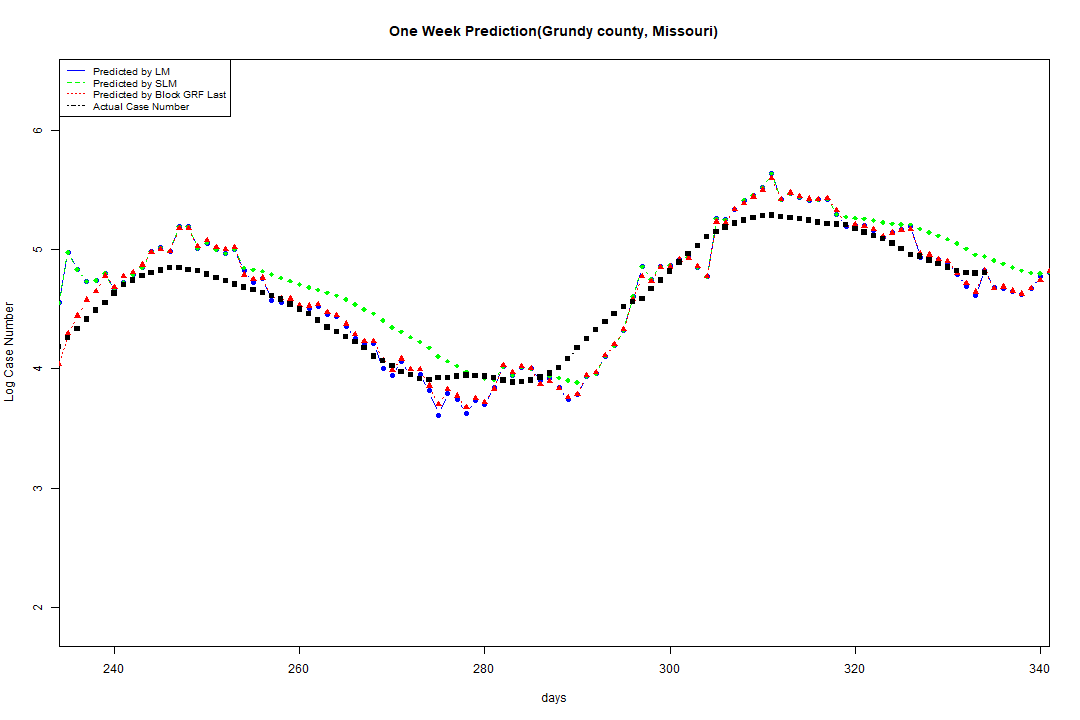 One Week Prediction(Grundy county, Missouri)
Predicted by LM
Predicted by SLM
Predicted by Block GRF Last
Actual Case Number
6
5
4
3
2
Log Case Number
240 260 280 300 320 340
days